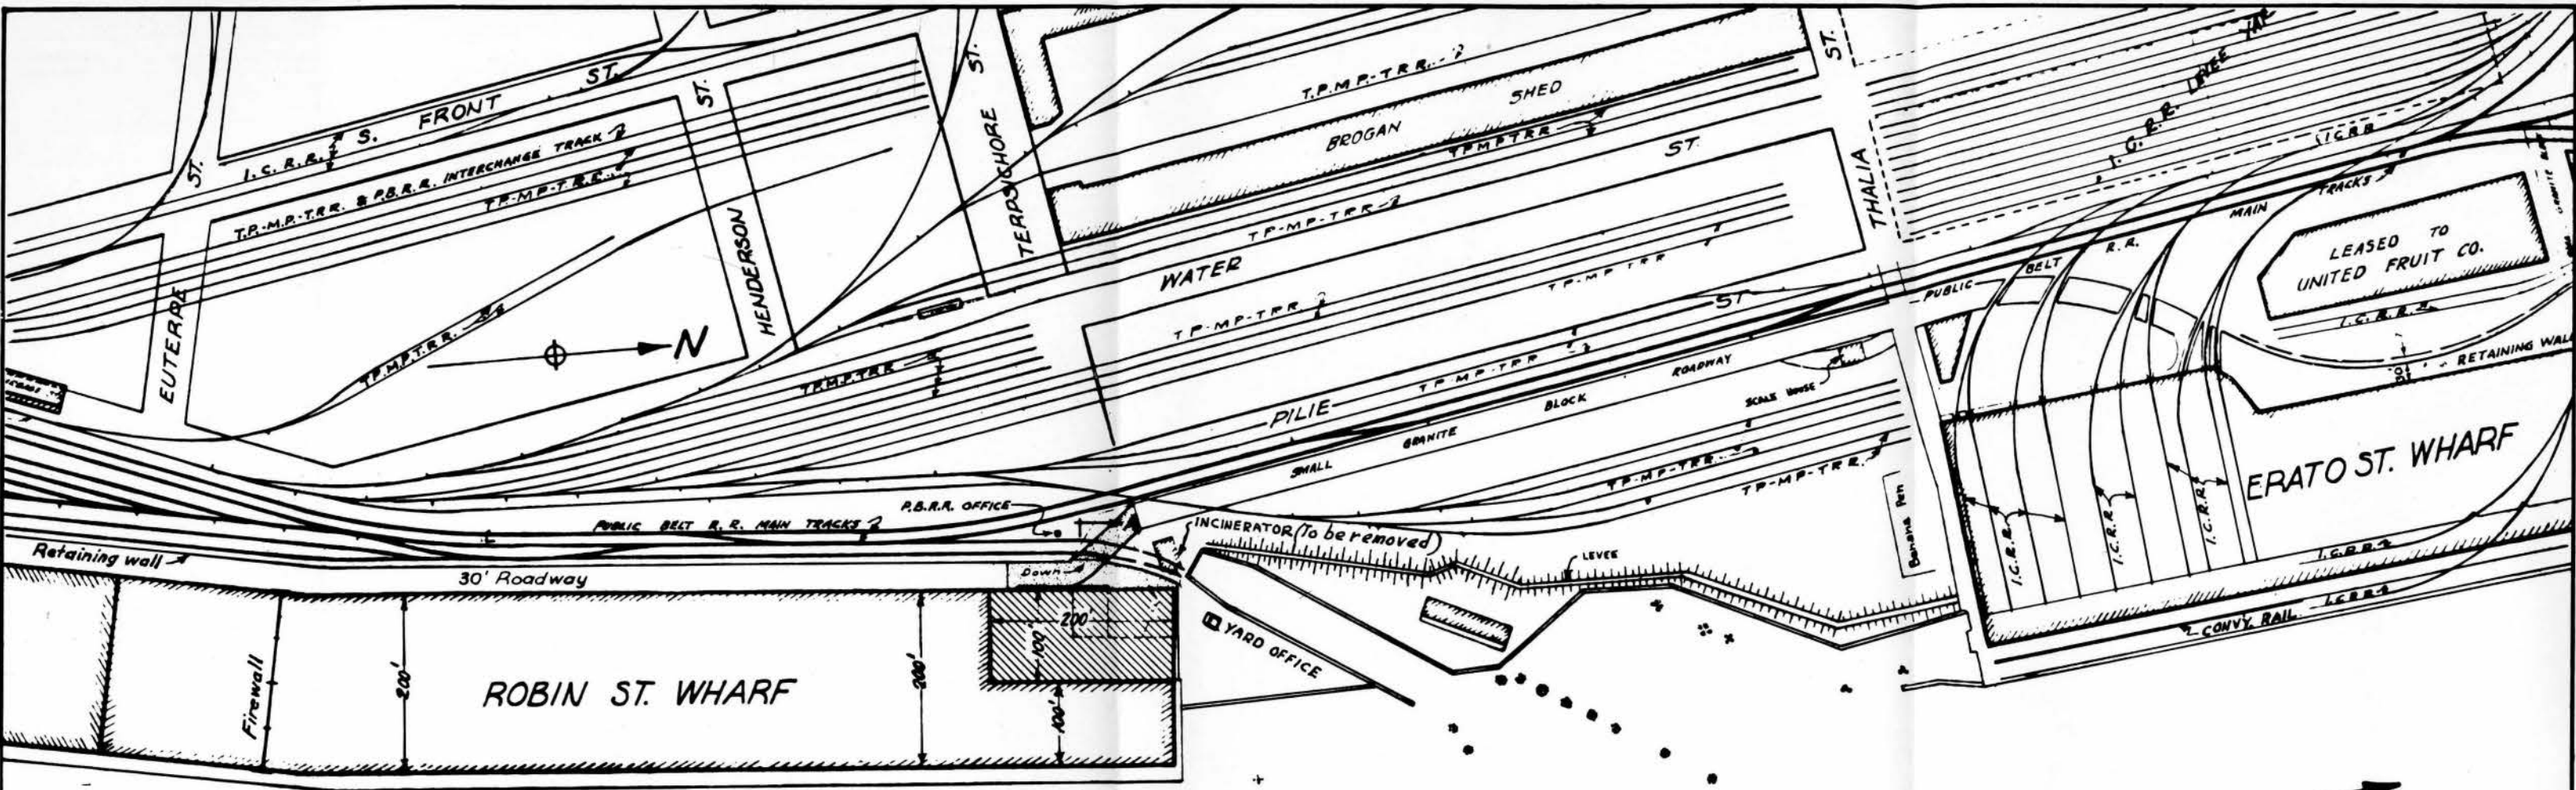 S. FRONT ST.
I.C.R.R.
T.P.-M.P.-T.R.R. & P.B.R.R. INTERCHANGE TRACK
T.P.-M.P.-T.R.R.
ST.
EUTERPE
ST.
HENDERSON
ST.
TERPSICHORE
T.P.M.P.-T.R.R.
BROGAN SHED
T.P.M.P.T.R.R.
ST.
THALIA
I.C.R.R. LEVEE
I.C.R.R.
T.P.M.P.T.R.R.
N
WATER ST.
T.P.-M.P.-T.R.R.
T.P.-M.P.-T.R.R.
T.P.-M.P.-T.R.R.
T.P.M.P.-T.R.R.
PILIE ST.
T.P.-M.P.-T.R.R.
PUBLIC BELT R.R. MAIN TRACKS
LEASED TO
UNITED FRUIT CO.
I.C.R.R.
30'
RETAINING WALL
SMALL GRANITE BLOCK ROADWAY
SCALE HOUSE
T.P.-M.P.-T.R.R.
T.P.-M.P.-T.R.R.
Banana Pen
ERATO ST. WHARF
I.C.R.R.
I.C.R.R.
I.C.R.R.
I.C.R.R.
I.C.R.R.
CONVY. RAIL
P.B.R.R. OFFICE
PUBLIC BELT R.R. MAIN TRACKS
A
INCINERATOR (To be removed)
LEVEE
Retaining wall
30' Roadway
Down
YARD OFFICE
Firewall
200'
ROBIN ST. WHARF
200'
200'
100'
100'